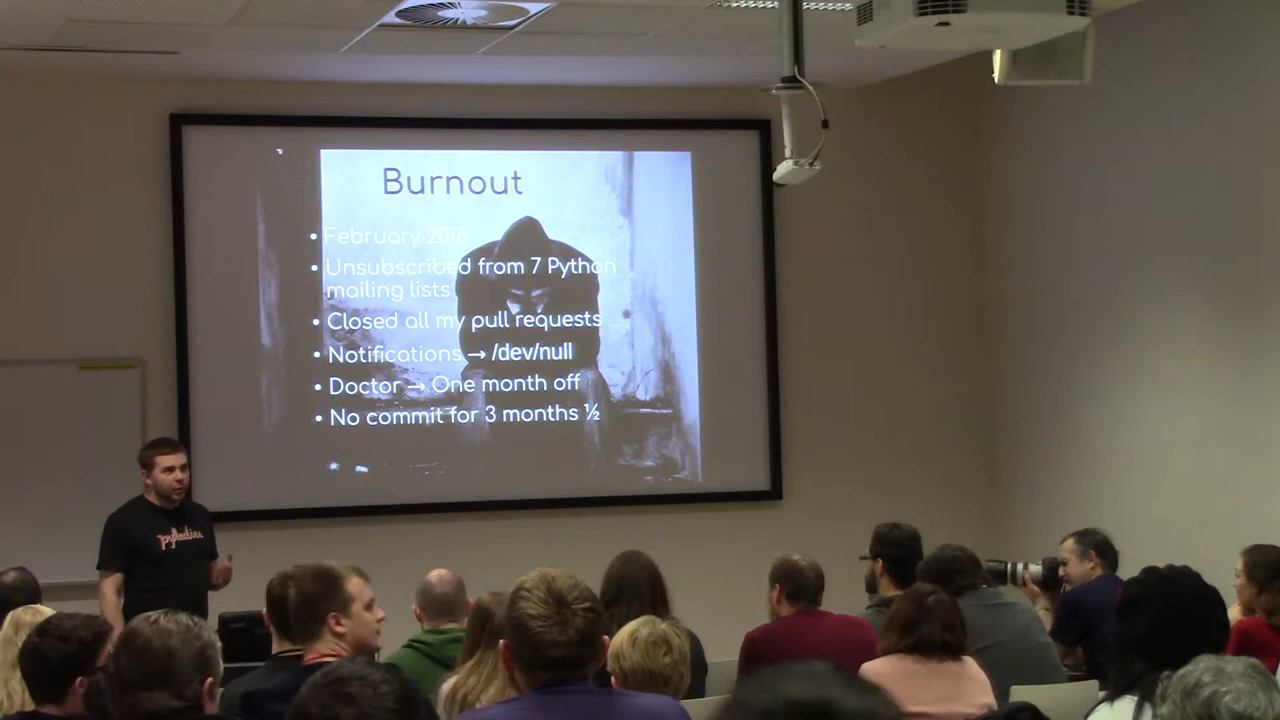 Burnout
• February 2018
• Unsubscribed from 7 Python
mailing lists
• Closed all my pull requests
• Notifications → /dev/null
• Doctor → One month off
• No commit for 3 months ½
pyladies